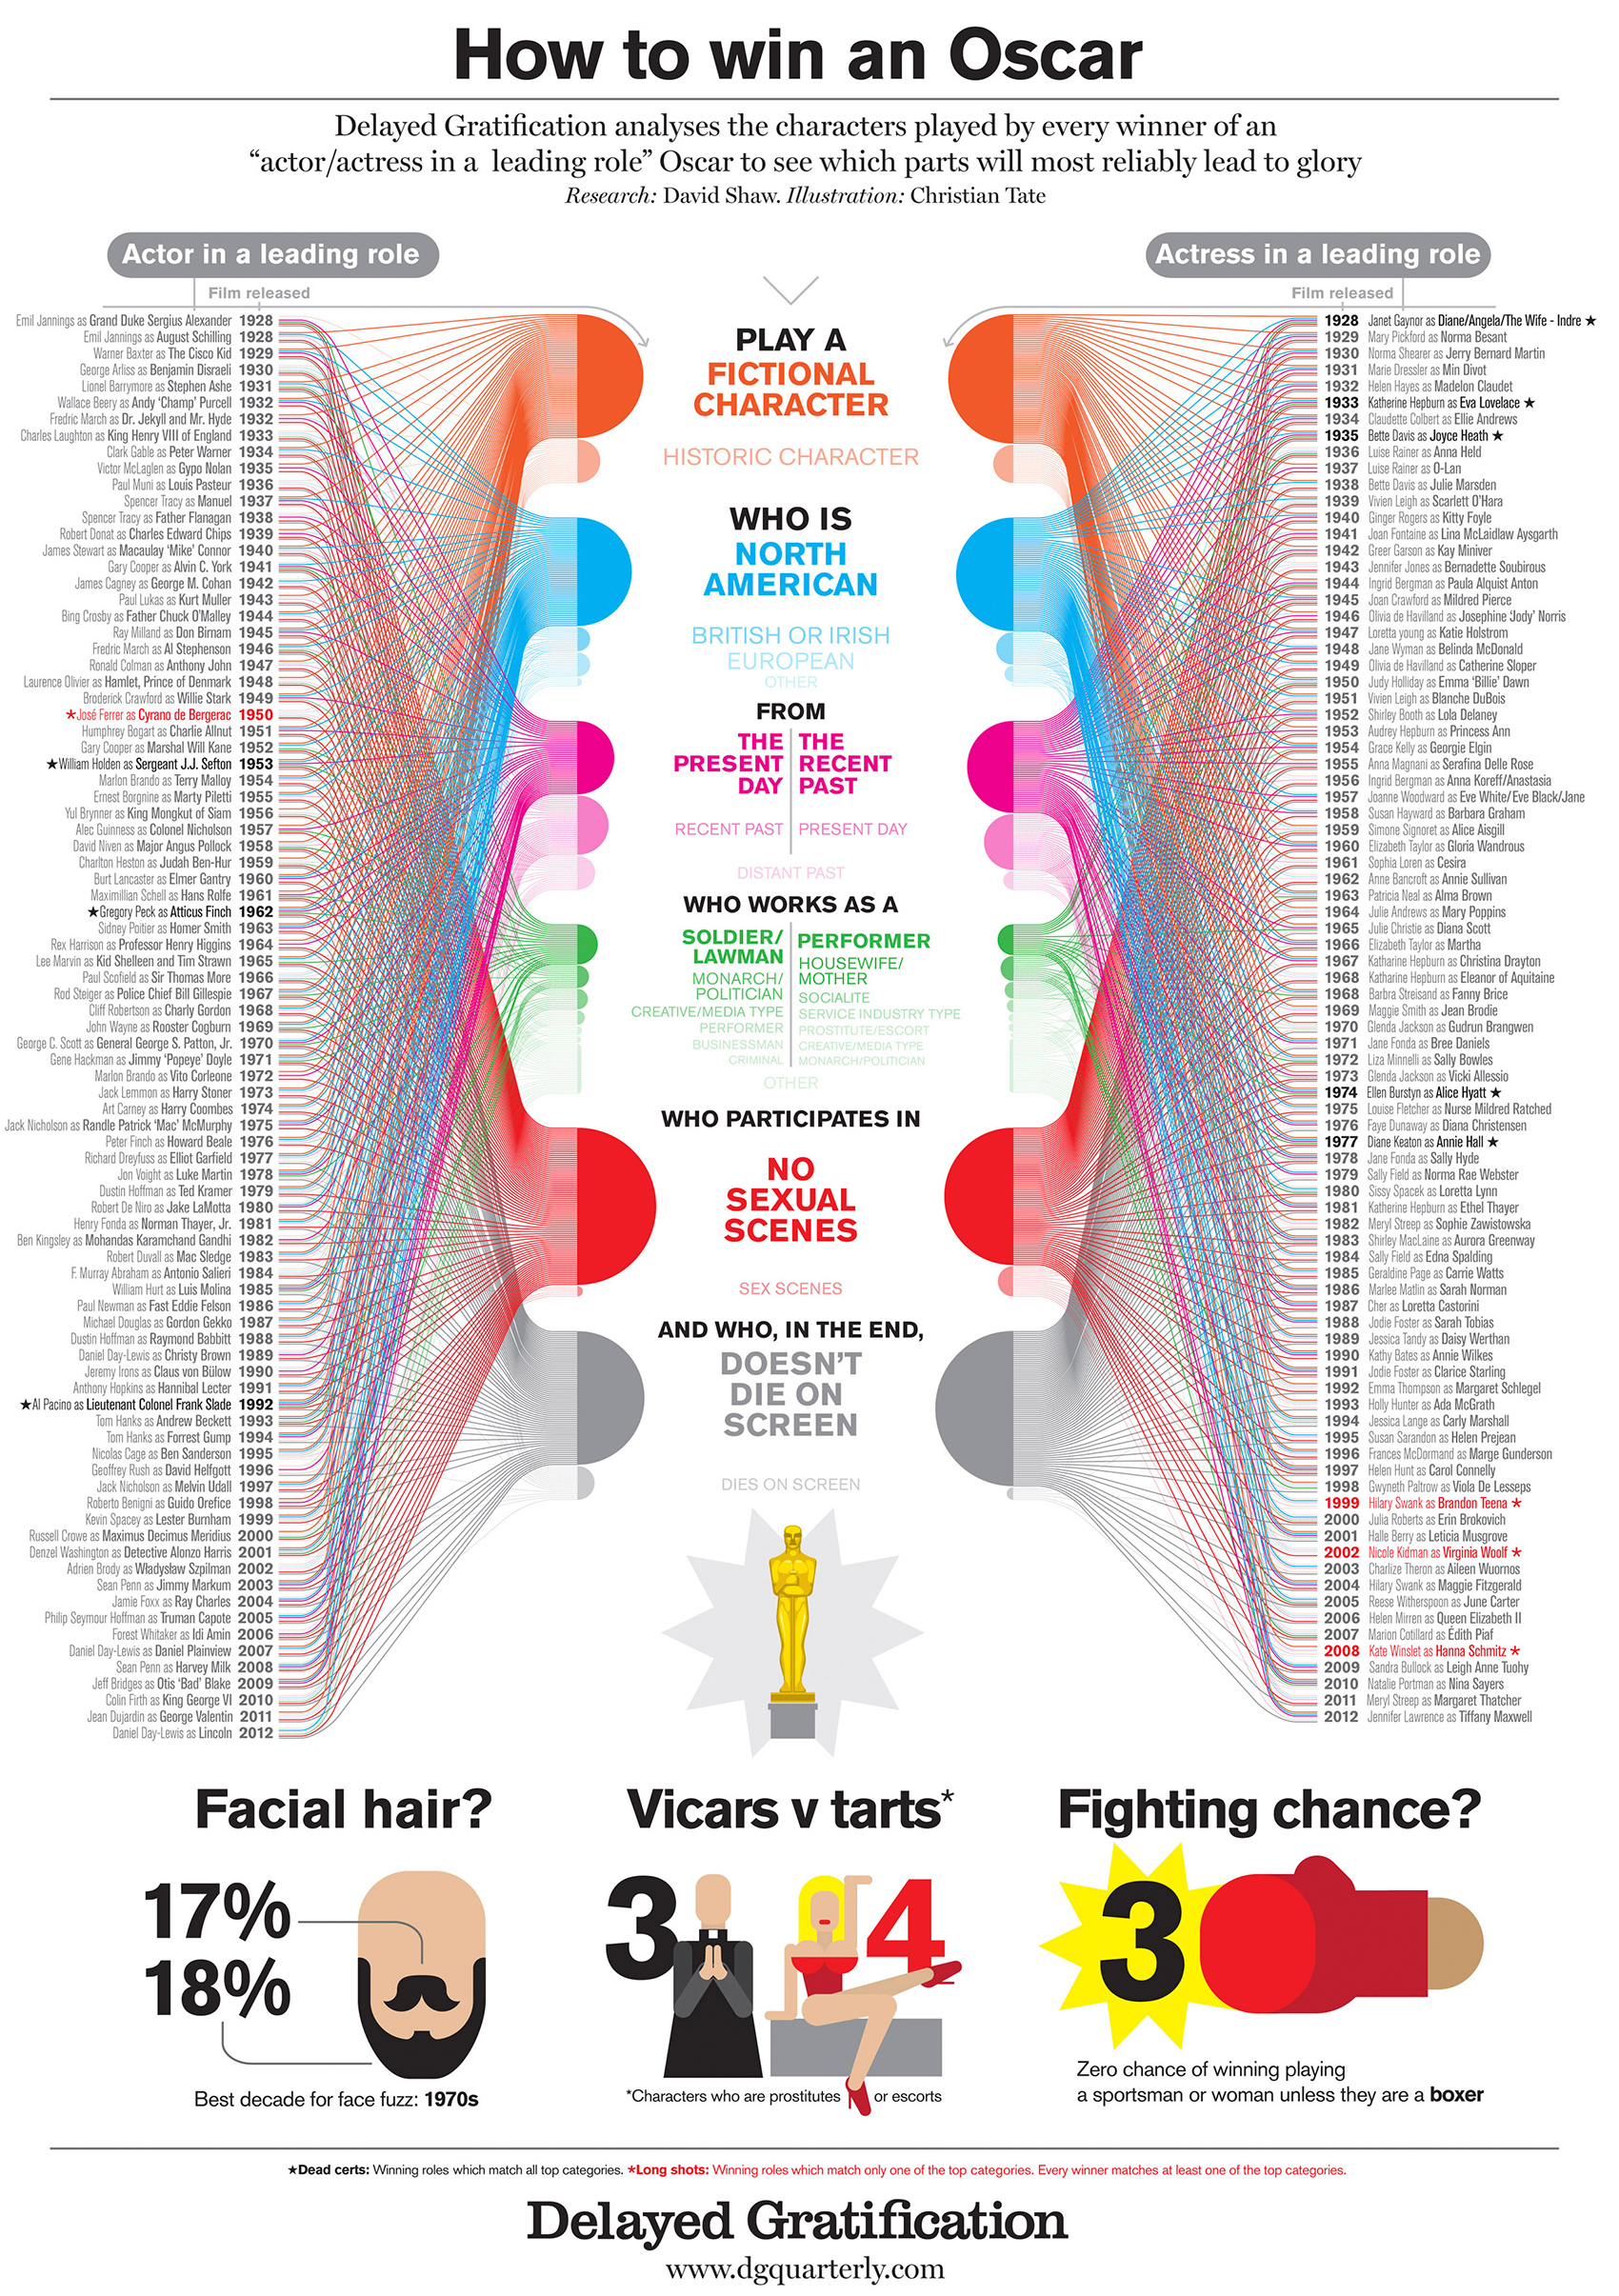 How to win an Oscar
Delayed Gratification analyses the characters played by every winner of an
“actor/actress in a leading role” Oscar to see which parts will most reliably lead to glory
Research: David Shaw. Illustration: Christian Tate
Actor in a leading role
Film released
Emil Jannings as Grand Duke Sergius Alexander 1928
Emil Jannings as August Schilling 1928
Warner Baxter as The Cisco Kid 1929
George Arliss as Benjamin Disraeli 1930
Lionel Barrymore as Stephen Ashe 1931
Wallace Beery as Andy ‘Champ’ Purcell 1932
Fredric March as Dr. Jekyll and Mr. Hyde 1932
Charles Laughton as King Henry VIII of England 1933
Clark Gable as Peter Warner 1934
Victor McLaglen as Gypo Nolan 1935
Paul Muni as Louis Pasteur 1936
Spencer Tracy as Manuel 1937
Spencer Tracy as Father Flanagan 1938
Robert Donat as Charles Edward Chips 1939
James Stewart as Macaulay ‘Mike’ Connor 1940
Gary Cooper as Alvin C. York 1941
James Cagney as George M. Cohan 1942
Paul Lukas as Kurt Muller 1943
Bing Crosby as Father Chuck O’Malley 1944
Ray Milland as Don Birnam 1945
Fredric March as Al Stephenson 1946
Ronald Colman as Anthony John 1947
Laurence Olivier as Hamlet, Prince of Denmark 1948
Broderick Crawford as Willie Stark 1949
*José Ferrer as Cyrano de Bergerac 1950
Humphrey Bogart as Charlie Allnut 1951
Gary Cooper as Marshal Will Kane 1952
★William Holden as Sergeant J.J. Sefton 1953
Marlon Brando as Terry Malloy 1954
Ernest Borgnine as Marty Piletti 1955
Yul Brynner as King Mongkut of Siam 1956
Alec Guinness as Colonel Nicholson 1957
David Niven as Major Angus Pollock 1958
Charlton Heston as Judah Ben-Hur 1959
Burt Lancaster as Elmer Gantry 1960
Maximillian Schell as Hans Rolfe 1961
★Gregory Peck as Atticus Finch 1962
Sidney Poitier as Homer Smith 1963
Rex Harrison as Professor Henry Higgins 1964
Lee Marvin as Kid Shelleen and Tim Strawn 1965
Paul Scofield as Sir Thomas More 1966
Rod Steiger as Police Chief Bill Gillespie 1967
Cliff Robertson as Charly Gordon 1968
John Wayne as Rooster Cogburn 1969
George C. Scott as General George S. Patton, Jr. 1970
Gene Hackman as Jimmy ‘Popeye’ Doyle 1971
Marlon Brando as Vito Corleone 1972
Jack Lemmon as Harry Stoner 1973
Art Carney as Harry Coombes 1974
Jack Nicholson as Randle Patrick ‘Mac’ McMurphy 1975
Peter Finch as Howard Beale 1976
Richard Dreyfuss as Elliot Garfield 1977
Jon Voight as Luke Martin 1978
Dustin Hoffman as Ted Kramer 1979
Robert De Niro as Jake LaMotta 1980
Henry Fonda as Norman Thayer, Jr. 1981
Ben Kingsley as Mohandas Karamchand Gandhi 1982
Robert Duvall as Mac Sledge 1983
F. Murray Abraham as Antonio Salieri 1984
William Hurt as Luis Molina 1985
Paul Newman as Fast Eddie Felson 1986
Michael Douglas as Gordon Gekko 1987
Dustin Hoffman as Raymond Babbitt 1988
Daniel Day-Lewis as Christy Brown 1989
Jeremy Irons as Claus von Bülow 1990
Anthony Hopkins as Hannibal Lecter 1991
★Al Pacino as Lieutenant Colonel Frank Slade 1992
Tom Hanks as Andrew Beckett 1993
Tom Hanks as Forrest Gump 1994
Nicolas Cage as Ben Sanderson 1995
Geoffrey Rush as David Helfgott 1996
Jack Nicholson as Melvin Udall 1997
Roberto Benigni as Guido Orefice 1998
Kevin Spacey as Lester Burnham 1999
Russell Crowe as Maximus Decimus Meridius 2000
Denzel Washington as Detective Alonzo Harris 2001
Adrien Brody as Władysław Szpilman 2002
Sean Penn as Jimmy Markum 2003
Jamie Foxx as Ray Charles 2004
Philip Seymour Hoffman as Truman Capote 2005
Forest Whitaker as Idi Amin 2006
Daniel Day-Lewis as Daniel Plainview 2007
Sean Penn as Harvey Milk 2008
Jeff Bridges as Otis ‘Bad’ Blake 2009
Colin Firth as King George VI 2010
Jean Dujardin as George Valentin 2011
Daniel Day-Lewis as Lincoln 2012
PLAY A
FICTIONAL
CHARACTER
HISTORIC CHARACTER
WHO IS
NORTH
AMERICAN
BRITISH OR IRISH
EUROPEAN
OTHER
FROM
THE
PRESENT
DAY
THE
RECENT
PAST
RECENT PAST
PRESENT DAY
DISTANT PAST
WHO WORKS AS A
SOLDIER/
LAWMAN
MONARCH/
POLITICIAN
CREATIVE/MEDIA TYPE
PERFORMER
BUSINESSMAN
CRIMINAL
PERFORMER
HOUSEWIFE/
MOTHER
SOCIALITE
SERVICE INDUSTRY TYPE
PROSTITUTE/ESCORT
CREATIVE/MEDIA TYPE
MONARCH/POLITICIAN
OTHER
WHO PARTICIPATES IN
NO
SEXUAL
SCENES
SEX SCENES
AND WHO, IN THE END,
DOESN’T
DIE ON
SCREEN
DIES ON SCREEN
Actress in a leading role
Film released
1928 Janet Gaynor as Diane/Angela/The Wife - Indre ★
1929 Mary Pickford as Norma Besant
1930 Norma Shearer as Jerry Bernard Martin
1931 Marie Dressler as Min Divot
1932 Helen Hayes as Madelon Claudet
1933 Katherine Hepburn as Eva Lovelace ★
1934 Claudette Colbert as Ellie Andrews
1935 Bette Davis as Joyce Heath ★
1936 Luise Rainer as Anna Held
1937 Luise Rainer as O-Lan
1938 Bette Davis as Julie Marsden
1939 Vivien Leigh as Scarlett O’Hara
1940 Ginger Rogers as Kitty Foyle
1941 Joan Fontaine as Lina McLaidlaw Aysgarth
1942 Greer Garson as Kay Miniver
1943 Jennifer Jones as Bernadette Soubirous
1944 Ingrid Bergman as Paula Alquist Anton
1945 Joan Crawford as Mildred Pierce
1946 Olivia de Havilland as Josephine ‘Jody’ Norris
1947 Loretta young as Katie Holstrom
1948 Jane Wyman as Belinda McDonald
1949 Olivia de Havilland as Catherine Sloper
1950 Judy Holliday as Emma ‘Billie’ Dawn
1951 Vivien Leigh as Blanche DuBois
1952 Shirley Booth as Lola Delaney
1953 Audrey Hepburn as Princess Ann
1954 Grace Kelly as Georgie Elgin
1955 Anna Magnani as Serafina Delle Rose
1956 Ingrid Bergman as Anna Koreff/Anastasia
1957 Joanne Woodward as Eve White/Eve Black/Jane
1958 Susan Hayward as Barbara Graham
1959 Simone Signoret as Alice Aisgill
1960 Elizabeth Taylor as Gloria Wandrous
1961 Sophia Loren as Cesira
1962 Anne Bancroft as Annie Sullivan
1963 Patricia Neal as Alma Brown
1964 Julie Andrews as Mary Poppins
1965 Julie Christie as Diana Scott
1966 Elizabeth Taylor as Martha
1967 Katharine Hepburn as Christina Drayton
1968 Katharine Hepburn as Eleanor of Aquitaine
1968 Barbra Streisand as Fanny Brice
1969 Maggie Smith as Jean Brodie
1970 Glenda Jackson as Gudrun Brangwen
1971 Jane Fonda as Bree Daniels
1972 Liza Minnelli as Sally Bowles
1973 Glenda Jackson as Vicki Allessio
1974 Ellen Burstyn as Alice Hyatt ★
1975 Louise Fletcher as Nurse Mildred Ratched
1976 Faye Dunaway as Diana Christensen
1977 Diane Keaton as Annie Hall ★
1978 Jane Fonda as Sally Hyde
1979 Sally Field as Norma Rae Webster
1980 Sissy Spacek as Loretta Lynn
1981 Katherine Hepburn as Ethel Thayer
1982 Meryl Streep as Sophie Zawistowska
1983 Shirley MacLaine as Aurora Greenway
1984 Sally Field as Edna Spalding
1985 Geraldine Page as Carrie Watts
1986 Marlee Matlin as Sarah Norman
1987 Cher as Loretta Castorini
1988 Jodie Foster as Sarah Tobias
1989 Jessica Tandy as Daisy Werthan
1990 Kathy Bates as Annie Wilkes
1991 Jodie Foster as Clarice Starling
1992 Emma Thompson as Margaret Schlegel
1993 Holly Hunter as Ada McGrath
1994 Jessica Lange as Carly Marshall
1995 Susan Sarandon as Helen Prejean
1996 Frances McDormand as Marge Gunderson
1997 Helen Hunt as Carol Connelly
1998 Gwyneth Paltrow as Viola De Lesseps
1999 Hilary Swank as Brandon Teena *
2000 Julia Roberts as Erin Brokovich
2001 Halle Berry as Leticia Musgrove
2002 Nicole Kidman as Virginia Woolf *
2003 Charlize Theron as Aileen Wuornos
2004 Hilary Swank as Maggie Fitzgerald
2005 Reese Witherspoon as June Carter
2006 Helen Mirren as Queen Elizabeth II
2007 Marion Cotillard as Édith Piaf
2008 Kate Winslet as Hanna Schmitz *
2009 Sandra Bullock as Leigh Anne Tuohy
2010 Natalie Portman as Nina Sayers
2011 Meryl Streep as Margaret Thatcher
2012 Jennifer Lawrence as Tiffany Maxwell
Facial hair?
17%
18%
Best decade for face fuzz: 1970s
Vicars v tarts*
3
4
*Characters who are prostitutes or escorts
Fighting chance?
3
Zero chance of winning playing
a sportsman or woman unless they are a boxer
★Dead certs: Winning roles which match all top categories. *Long shots: Winning roles which match only one of the top categories. Every winner matches at least one of the top categories.
Delayed Gratification
www.dgquarterly.com